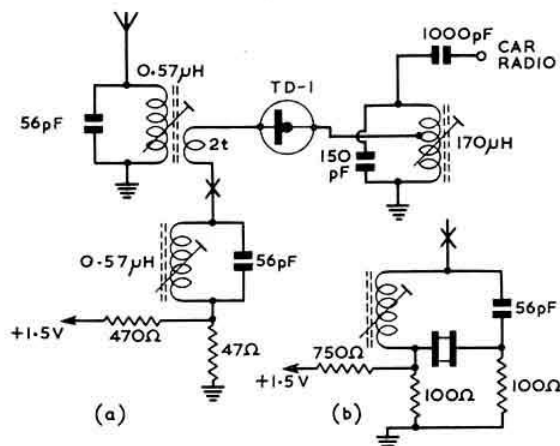 1000pF
CAR
RADIO
0.57µH
TD-1
56pF
2t
150
pF
170µH
0.57µH
56pF
+1.5V
470Ω
47Ω
(a)
56pF
750Ω
+1.5V
100Ω
100Ω
(b)